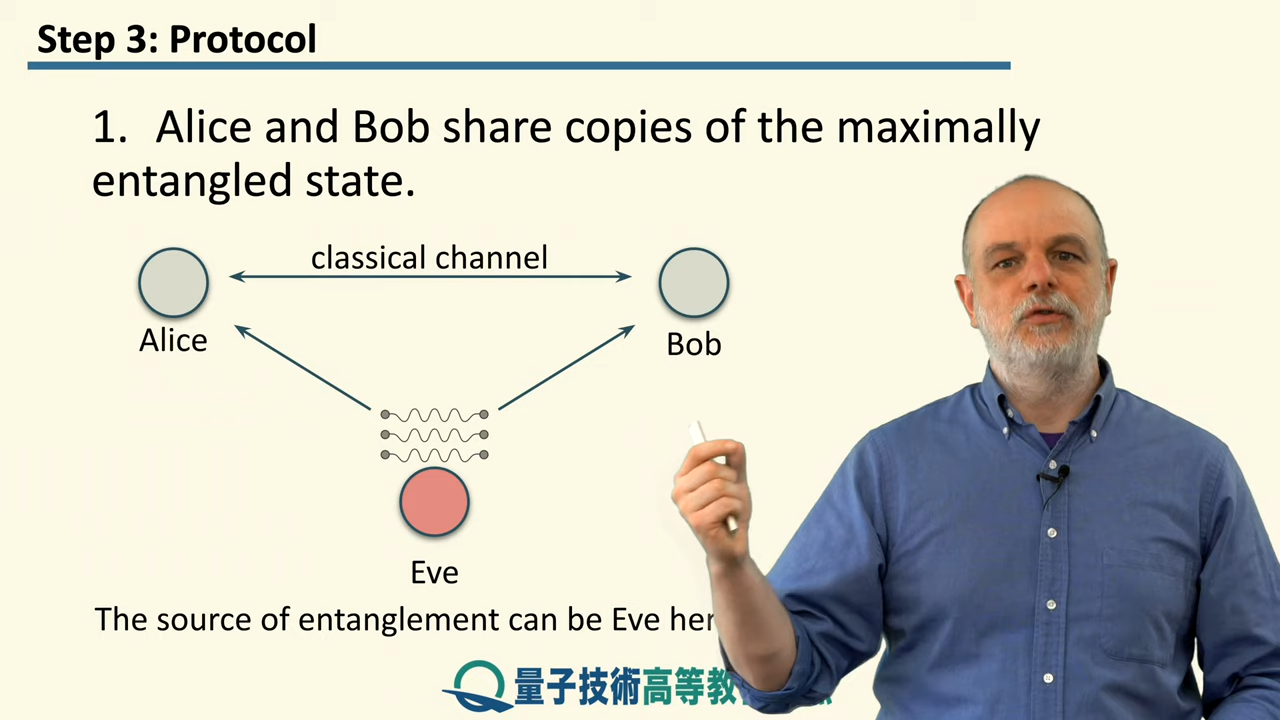 Step 3: Protocol
1. Alice and Bob share copies of the maximally
entangled state.
classical channel
Alice
Bob
Eve
The source of entanglement can be Eve
量子技術高等教